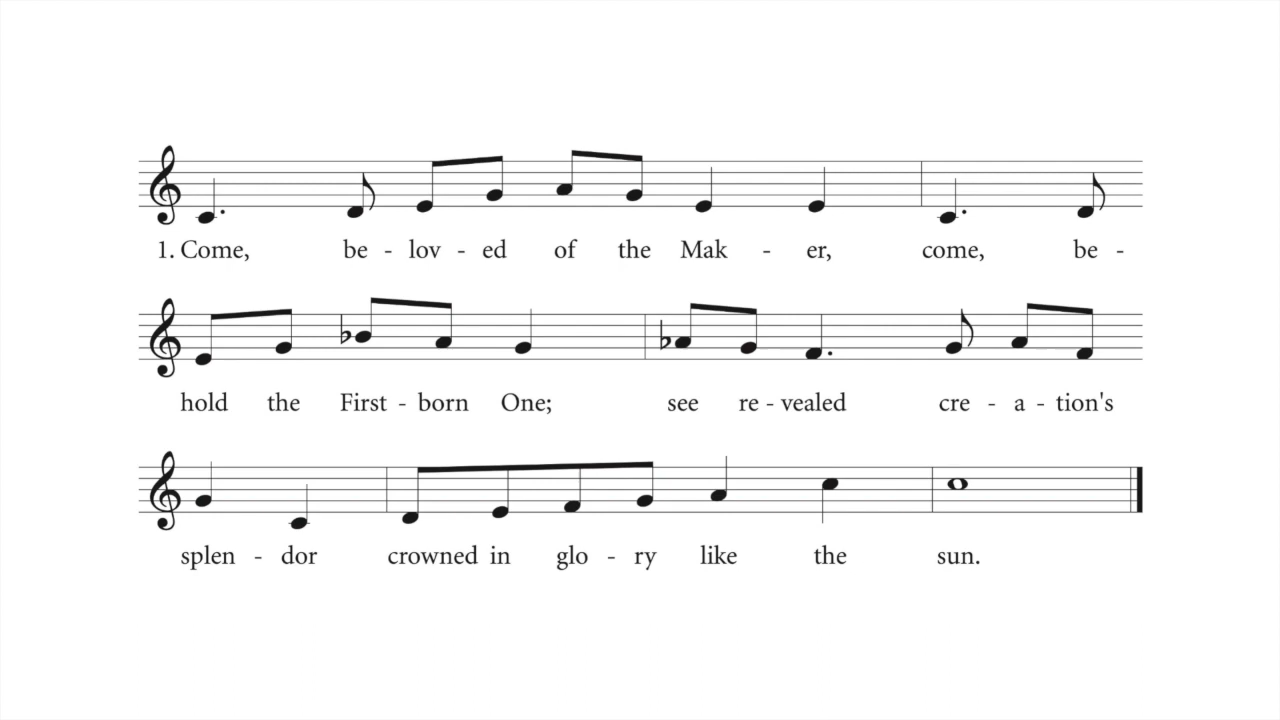 1. Come, be - lov - ed of the Mak - er, come, be -
hold the First - born One; see re - vealed cre - a - tion's
splen - dor crowned in glo - ry like the sun.